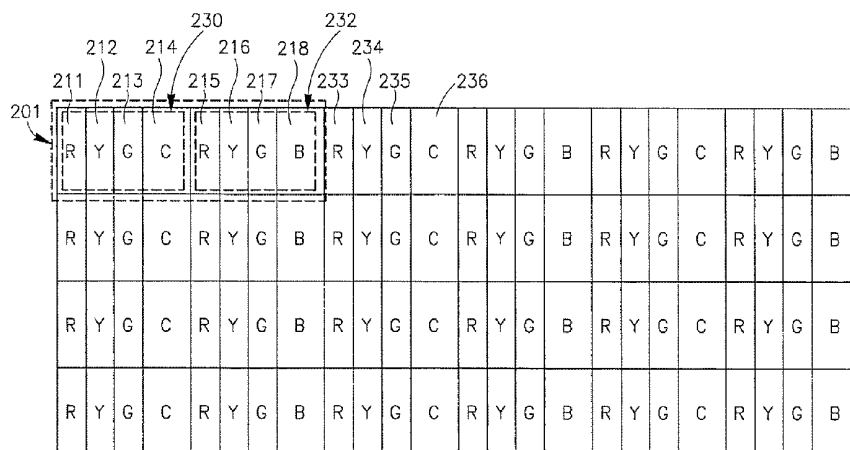 230 232
212 214 216 218 234
211 213 215 217 233 235 236
201
R Y G C R Y G B R Y G C R Y G B R Y G C R Y G B
R Y G C R Y G B R Y G C R Y G B R Y G C R Y G B
R Y G C R Y G B R Y G C R Y G B R Y G C R Y G B
R Y G C R Y G B R Y G C R Y G B R Y G C R Y G B